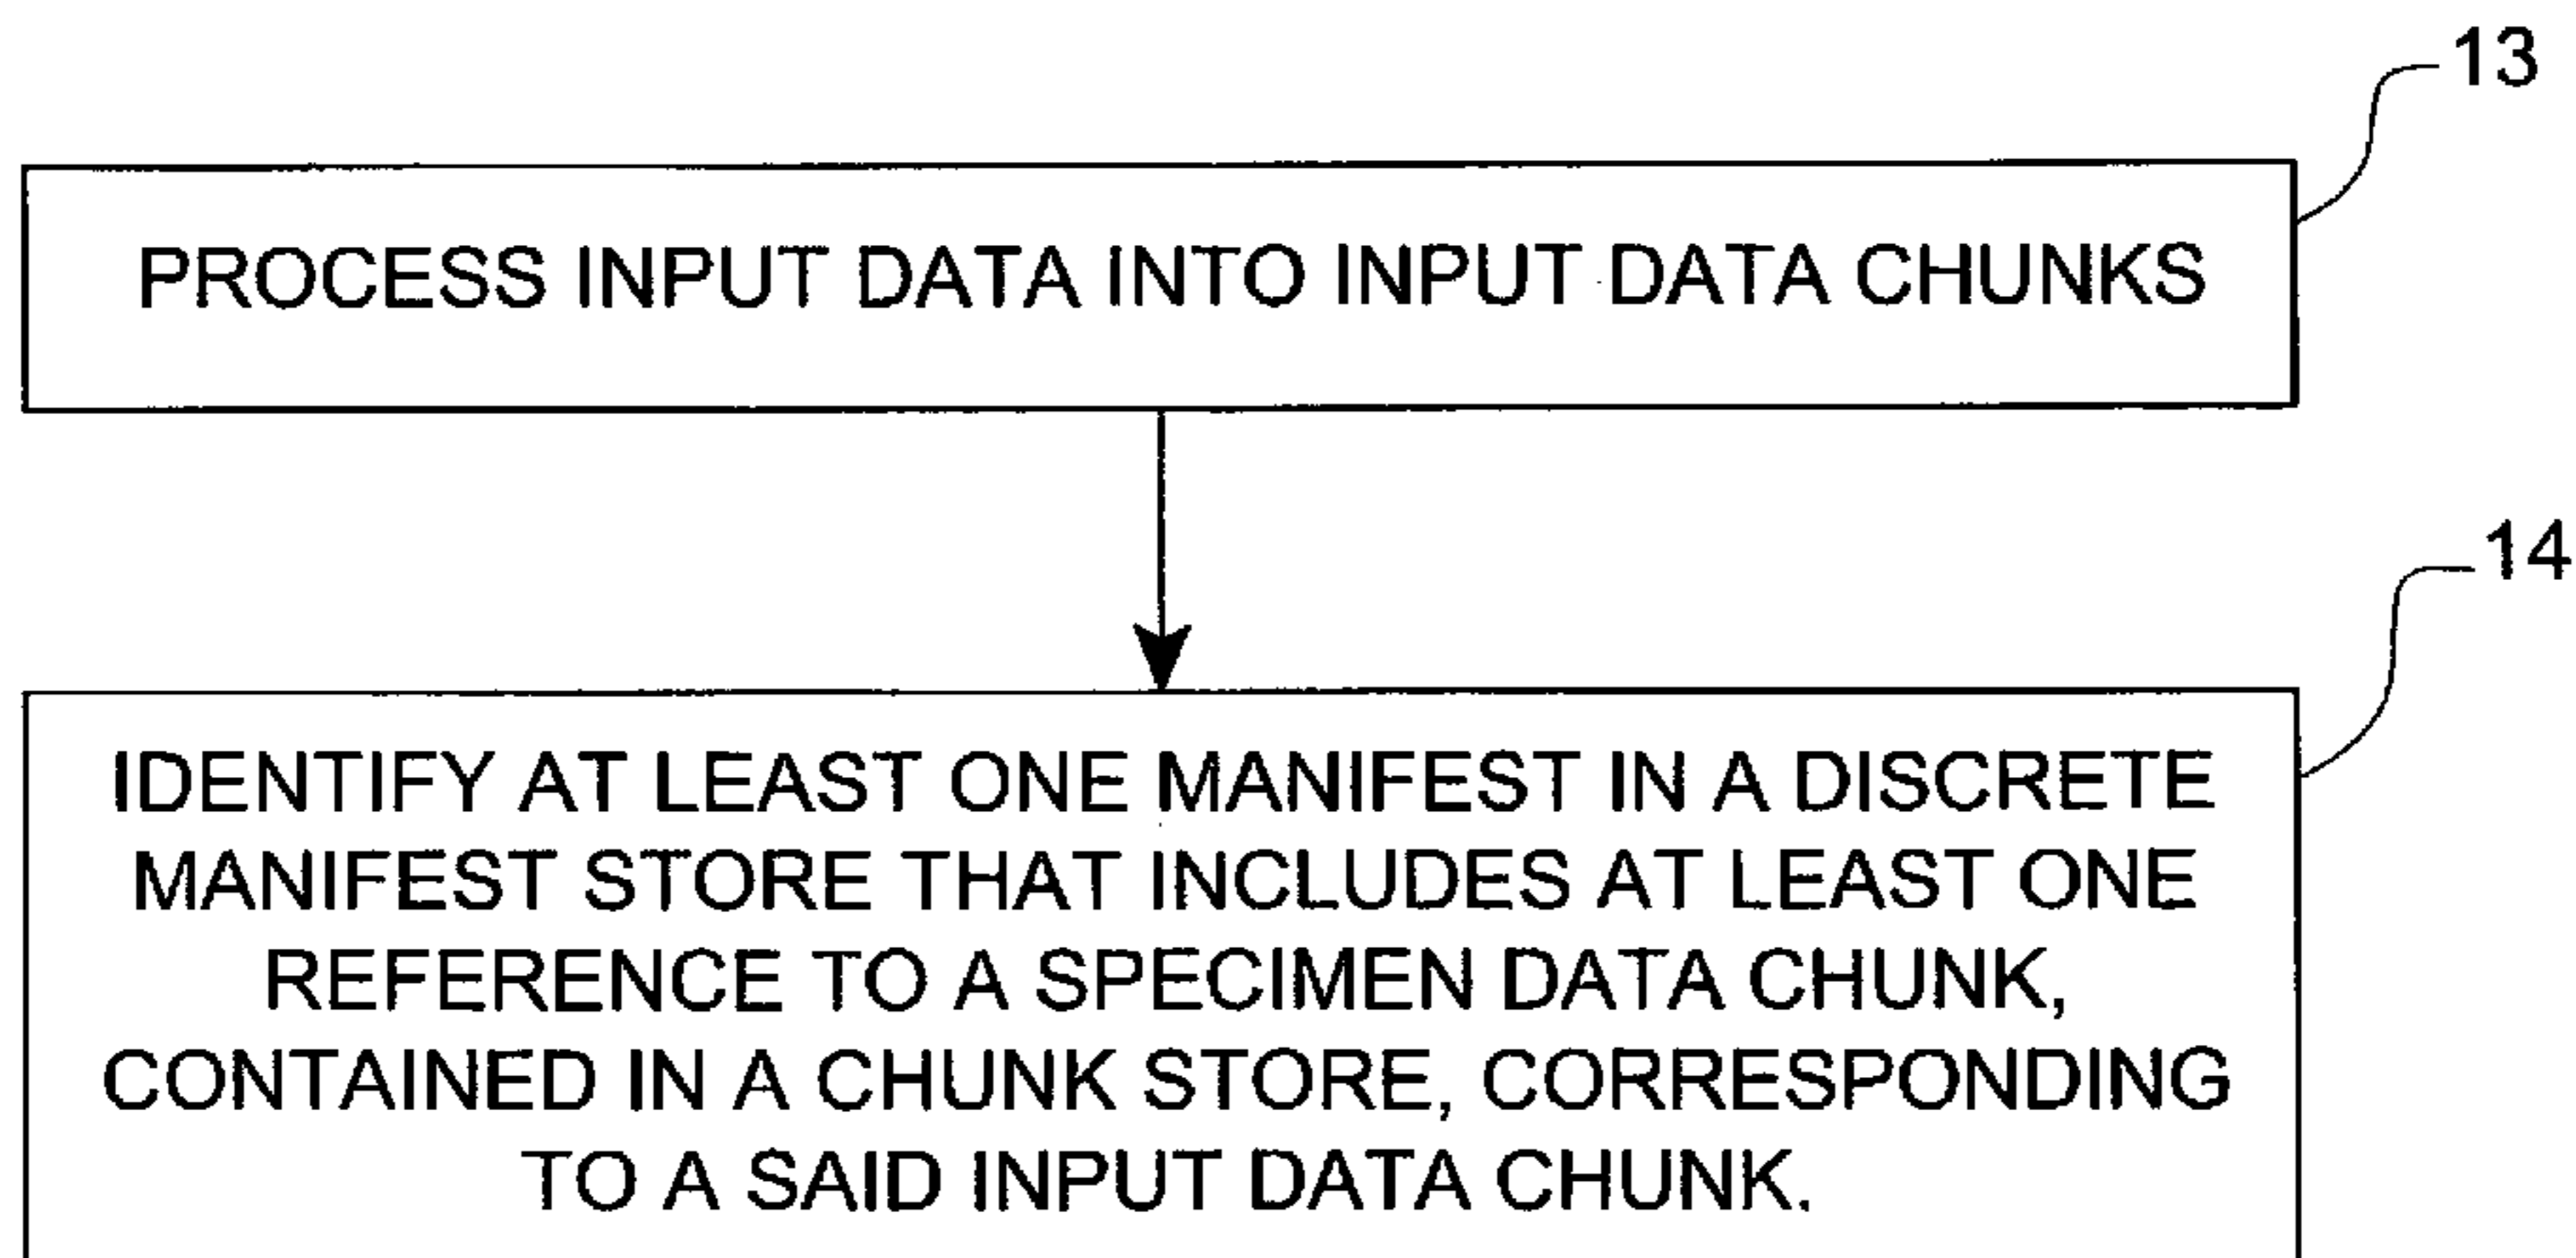 13
PROCESS INPUT DATA INTO INPUT DATA CHUNKS
14
IDENTIFY AT LEAST ONE MANIFEST IN A DISCRETE
MANIFEST STORE THAT INCLUDES AT LEAST ONE
REFERENCE TO A SPECIMEN DATA CHUNK,
CONTAINED IN A CHUNK STORE, CORRESPONDING
TO A SAID INPUT DATA CHUNK.